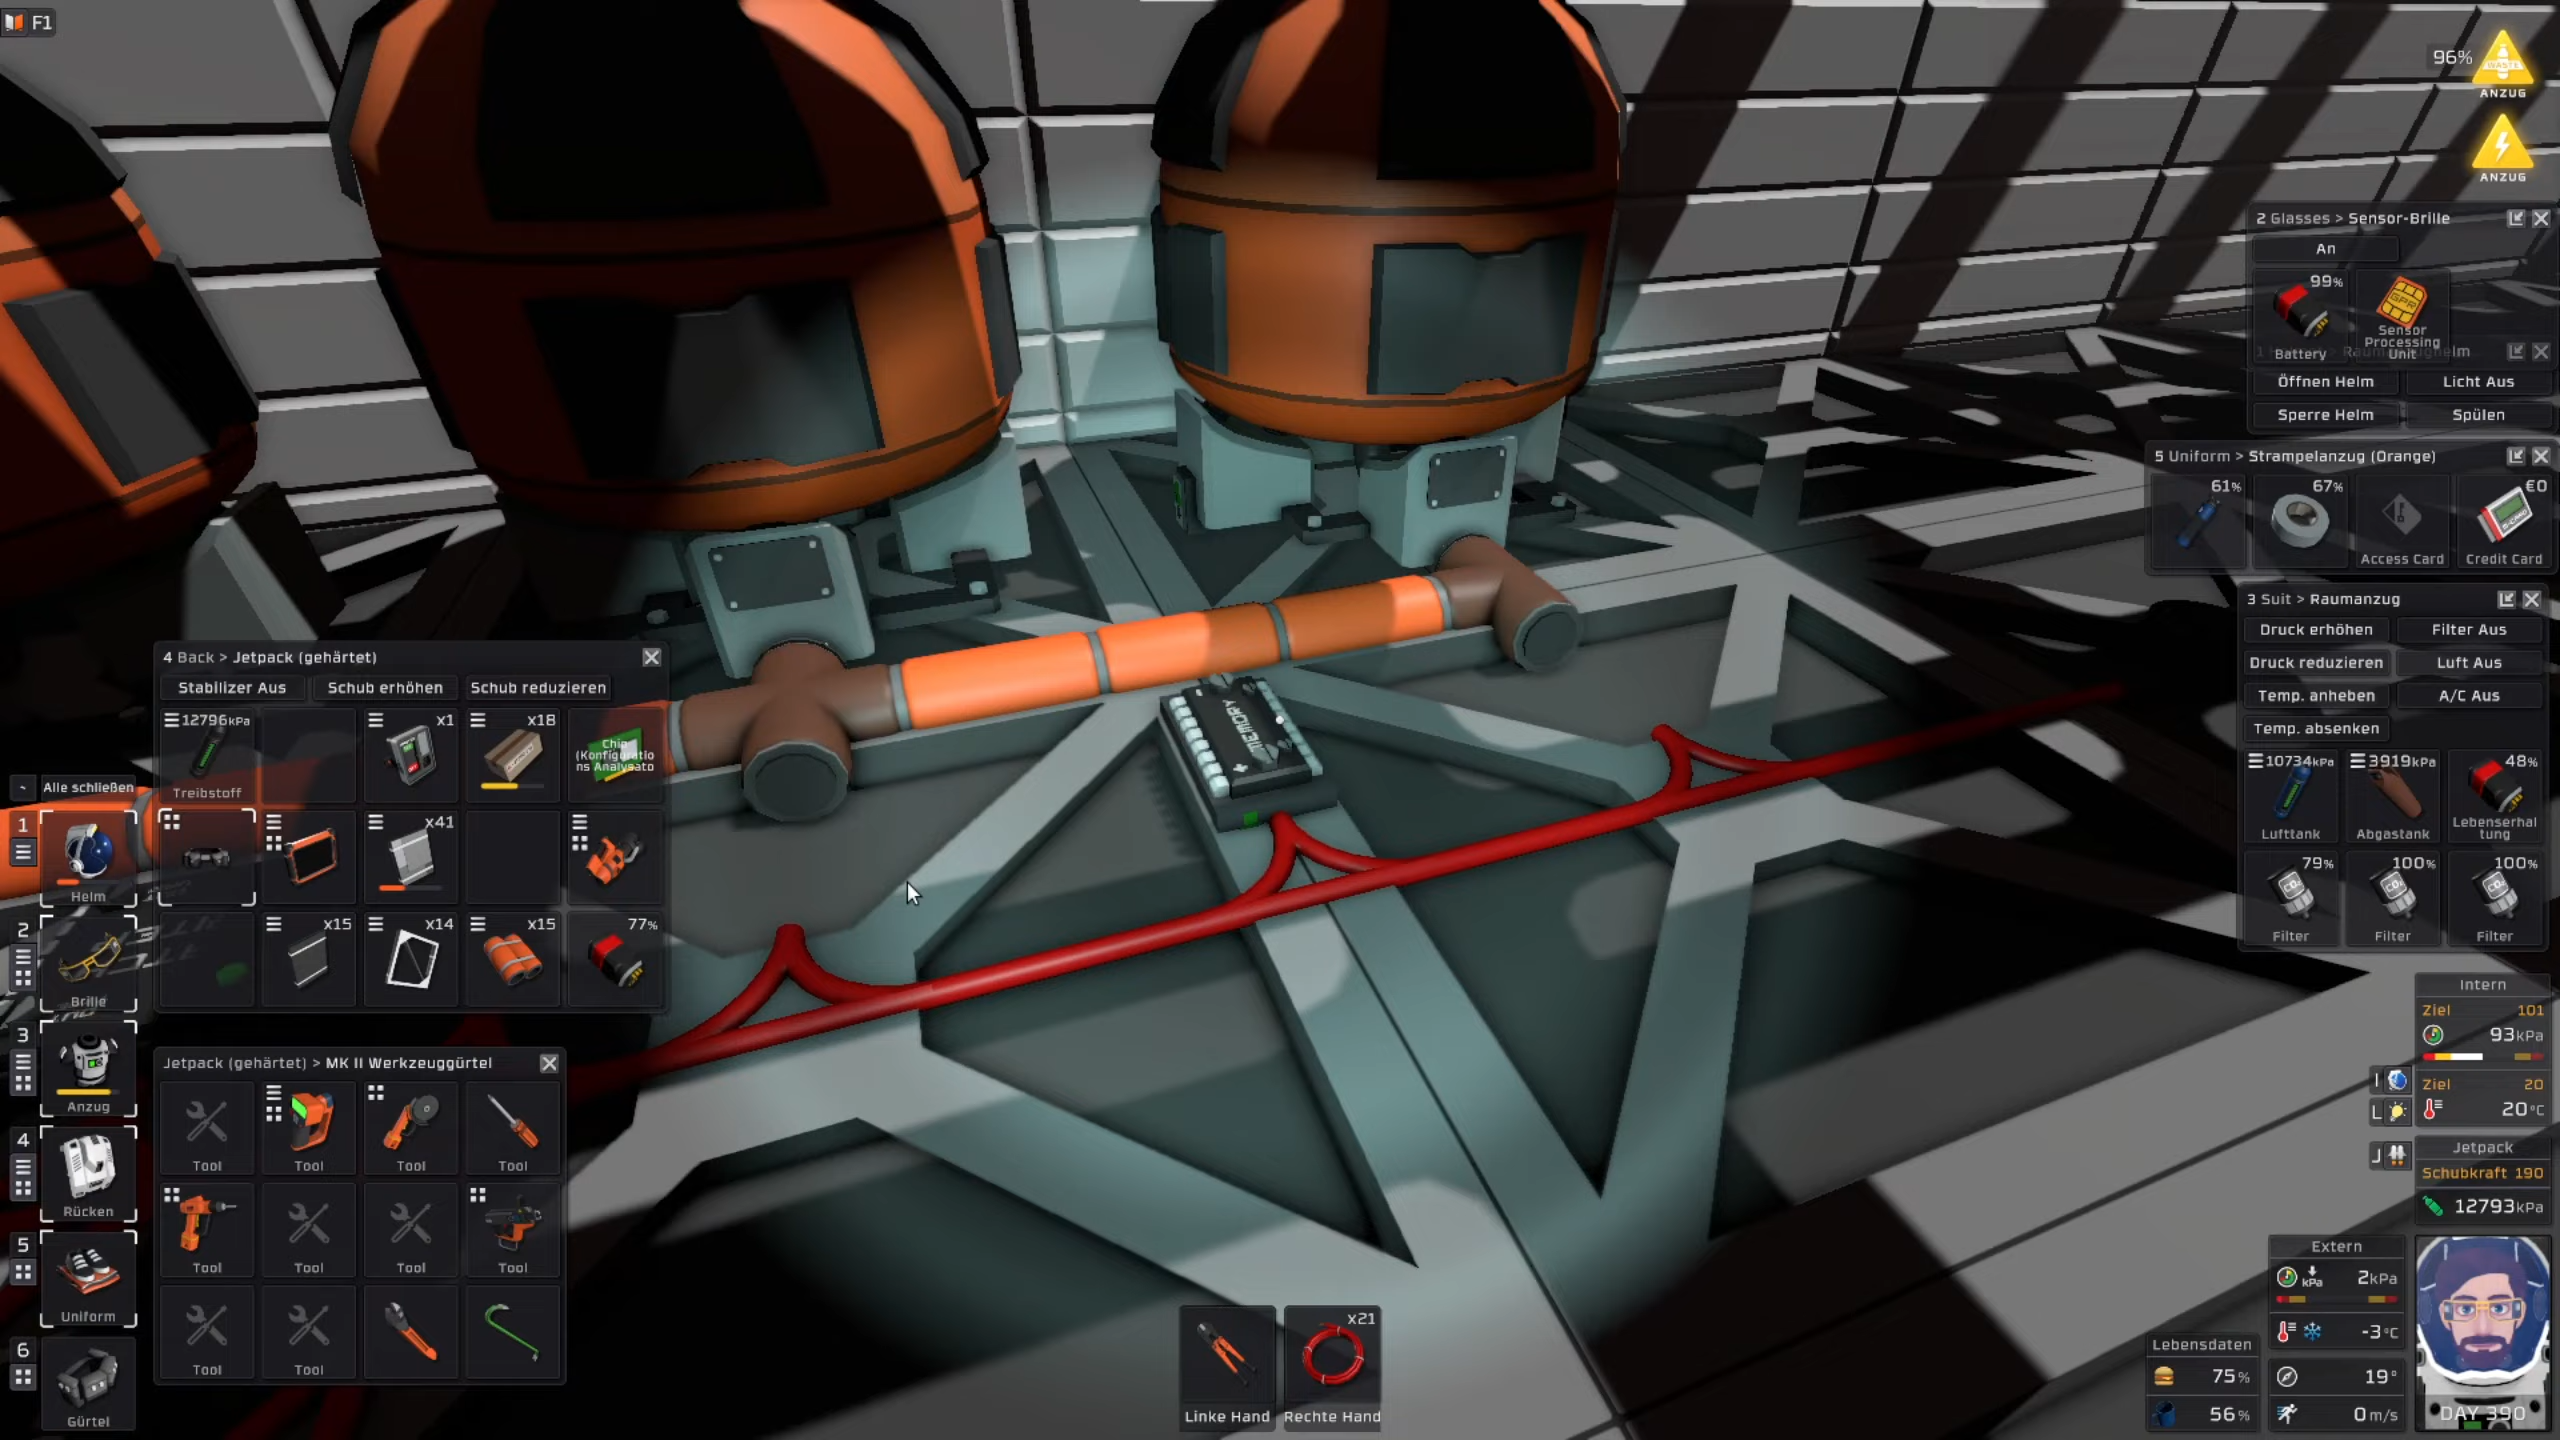 F1
96%
WASTE
ANZUG
ANZUG
2 Glasses > Sensor-Brille
An
99%
Battery
Sensor Processing Unit
Öffnen Helm
Licht Aus
Sperre Helm
Spülen
5 Uniform > Strampelanzug (Orange)
61%
67%
€0
Access Card
Credit Card
3 Suit > Raumanzug
Druck erhöhen
Filter Aus
Druck reduzieren
Luft Aus
Temp. anheben
A/C Aus
Temp. absenken
10734kPa
3919kPa
48%
Lufttank
Abgastank
Lebenserhaltung
79%
100%
100%
Filter
Filter
Filter
4 Back > Jetpack (gehärtet)
Stabilizer Aus
Schub erhöhen
Schub reduzieren
12796kPa
x1
x18
Treibstoff
Chip (Konfigurations Analysato
x41
x15
x14
x15
77%
MEMORY
Alle schließen
1
Helm
2
Brille
3
Anzug
4
Rücken
5
Uniform
6
Gürtel
Jetpack (gehärtet) > MK II Werkzeuggürtel
Tool
Tool
Tool
Tool
Tool
Tool
Tool
Tool
Tool
Tool
x21
Linke Hand
Rechte Hand
Intern
Ziel 101
93kPa
Ziel 20
20°C
I
L
J
Jetpack
Schubkraft 190
12793kPa
Extern
kPa
2kPa
-3°C
19°
0m/s
Lebensdaten
75%
56%
DAY 390